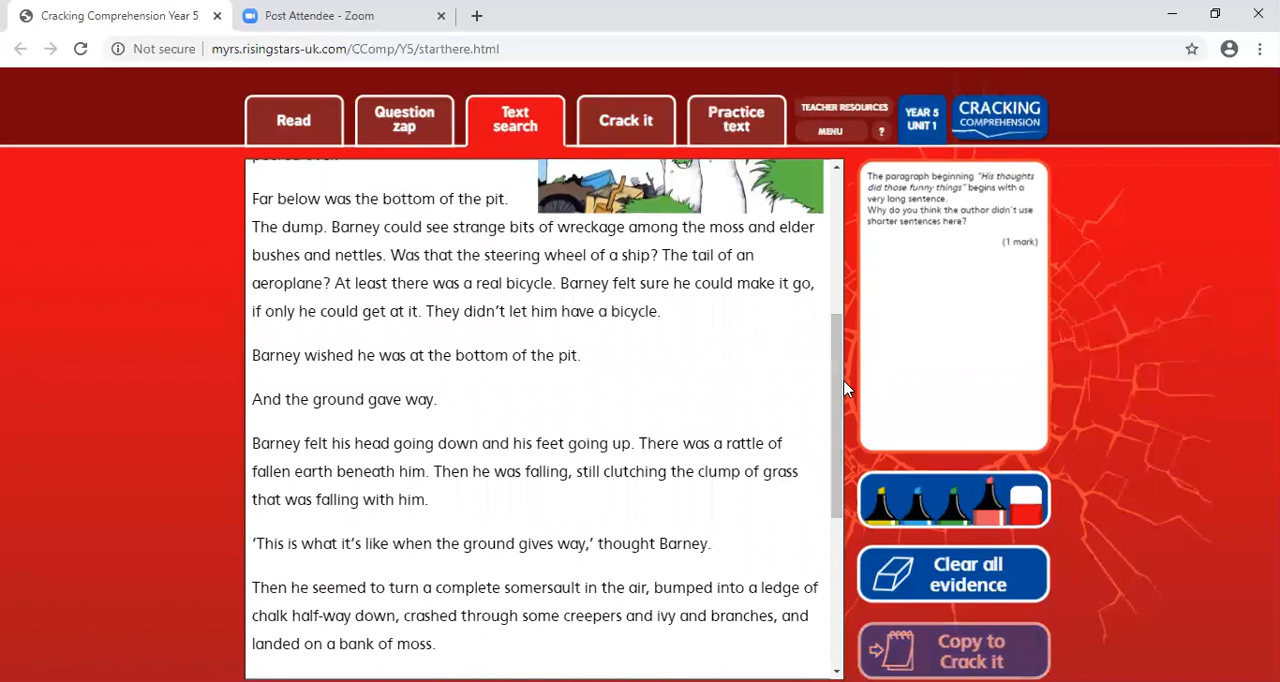 Cracking Comprehension Year 5
Post Attendee - Zoom
Not secure
myrs.risingstars-uk.com/CComp/Y5/starthere.html
Read
Question
zap
Text
search
Crack it
Practice
text
TEACHER RESOURCES
MENU
?
YEAR 5
UNIT 1
CRACKING
COMPREHENSION
Far below was the bottom of the pit.
The dump. Barney could see strange bits of wreckage among the moss and elder
bushes and nettles. Was that the steering wheel of a ship? The tail of an
aeroplane? At least there was a real bicycle. Barney felt sure he could make it go,
if only he could get at it. They didn't let him have a bicycle.
Barney wished he was at the bottom of the pit.
And the ground gave way.
Barney felt his head going down and his feet going up. There was a rattle of
fallen earth beneath him. Then he was falling, still clutching the clump of grass
that was falling with him.
‘This is what it's like when the ground gives way,’ thought Barney.
Then he seemed to turn a complete somersault in the air, bumped into a ledge of
chalk half-way down, crashed through some creepers and ivy and branches, and
landed on a bank of moss.
The paragraph beginning "His thoughts
did those funny things" begins with a
very long sentence.
Why do you think the author didn't use
shorter sentences here?
(1 mark)
Clear all
evidence
Copy to
Crack it